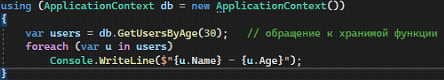 using (ApplicationContext db = new ApplicationContext())
{
var users = db.GetUsersByAge(30);   // обращение к хранимой функции
foreach (var u in users)
Console.WriteLine($"{u.Name} - {u.Age}");
}